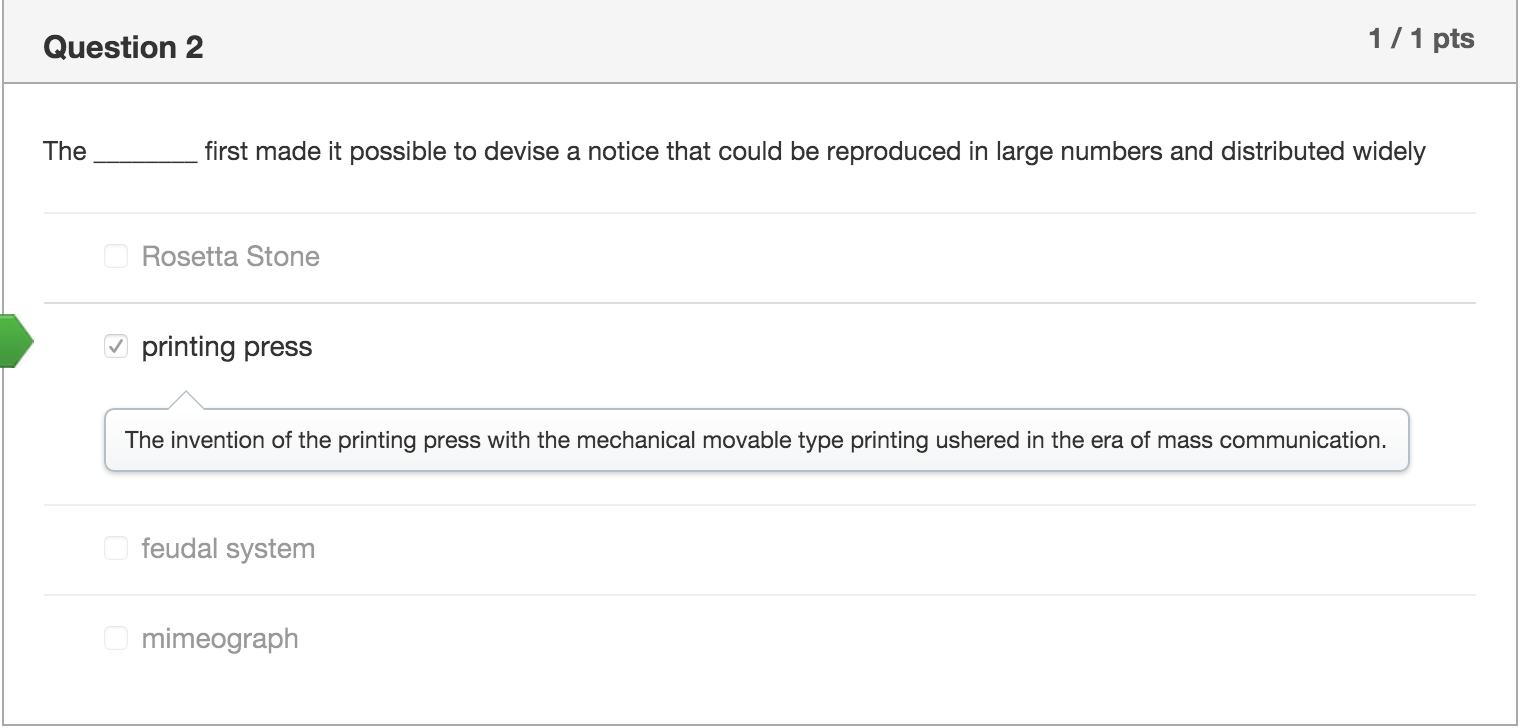 Question 2
1 / 1 pts
The ________ first made it possible to devise a notice that could be reproduced in large numbers and distributed widely
Rosetta Stone
printing press
The invention of the printing press with the mechanical movable type printing ushered in the era of mass communication.
feudal system
mimeograph